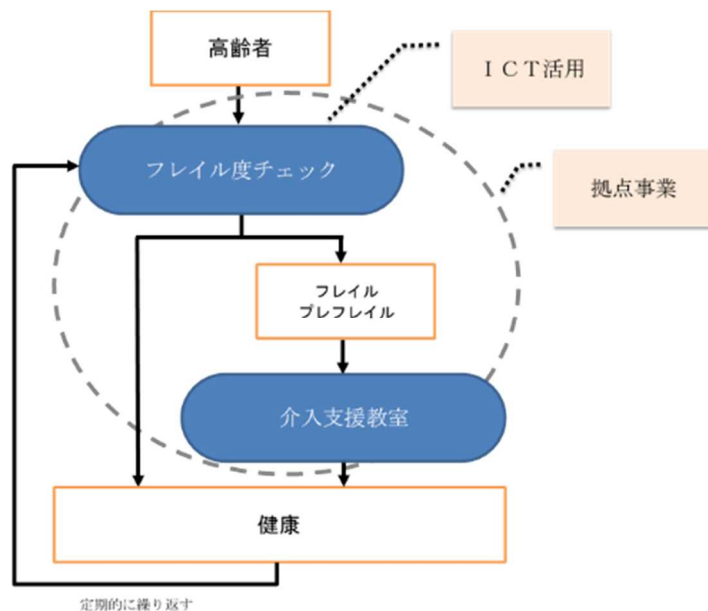 高齢者
ＩＣＴ活用
フレイル度チェック
拠点事業
フレイル
プレフレイル
介入支援教室
健康
定期的に繰り返す